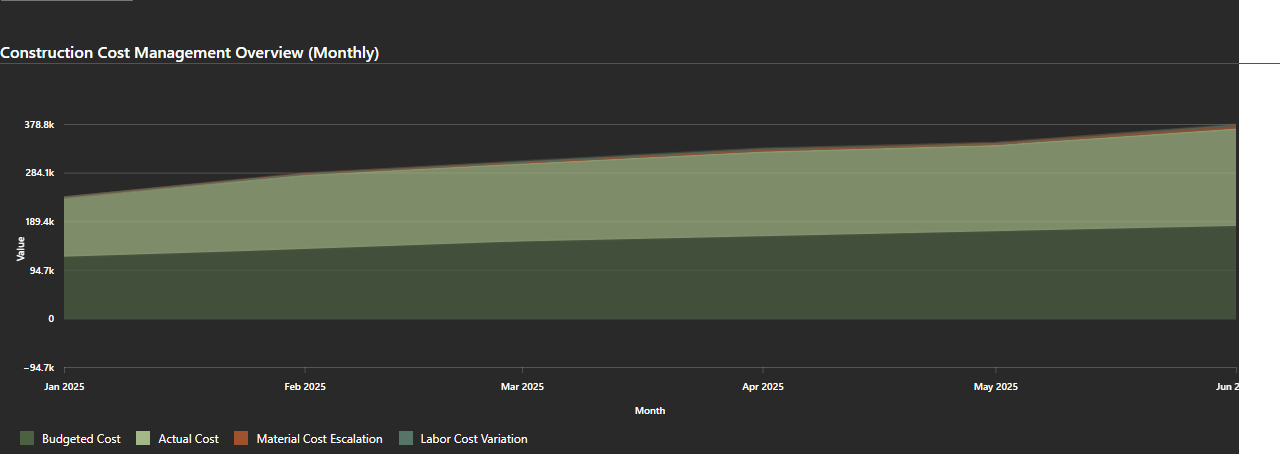 Construction Cost Management Overview (Monthly)
378.8k
284.1k
189.4k
94.7k
0
−94.7k
Value
Jan 2025
Feb 2025
Mar 2025
Apr 2025
May 2025
Jun 2
Month
Budgeted Cost
Actual Cost
Material Cost Escalation
Labor Cost Variation